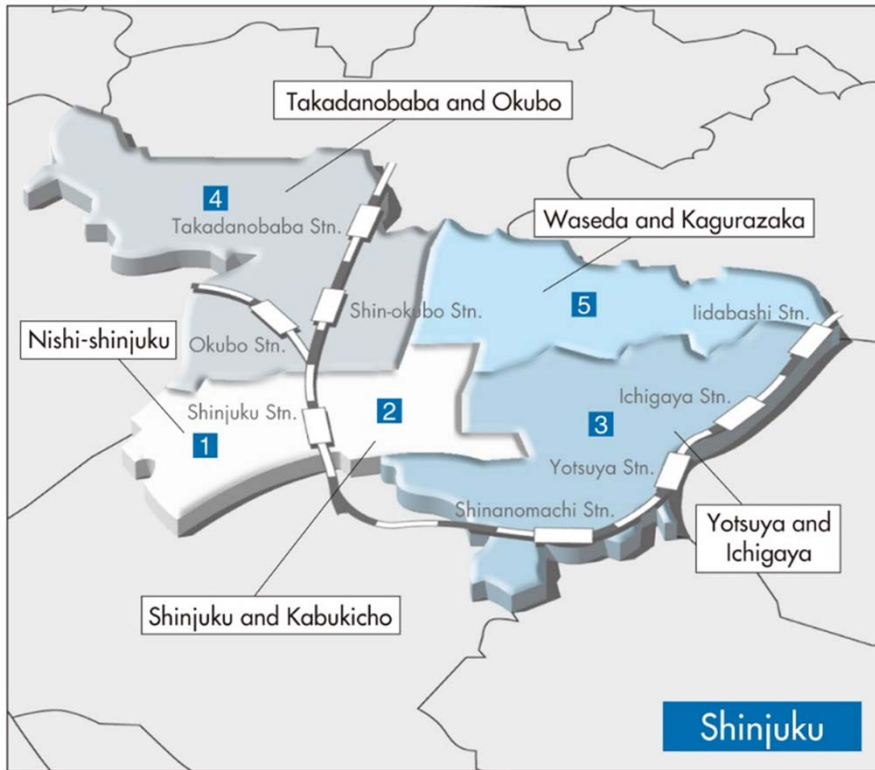 Takadanobaba and Okubo
4
Takadanobaba Stn.
Waseda and Kagurazaka
5
Shin-okubo Stn.
Iidabashi Stn.
Nishi-shinjuku
Okubo Stn.
Ichigaya Stn.
Shinjuku Stn.
2
3
1
Yotsuya Stn.
Shinanomachi Stn.
Yotsuya and
Ichigaya
Shinjuku and Kabukicho
Shinjuku